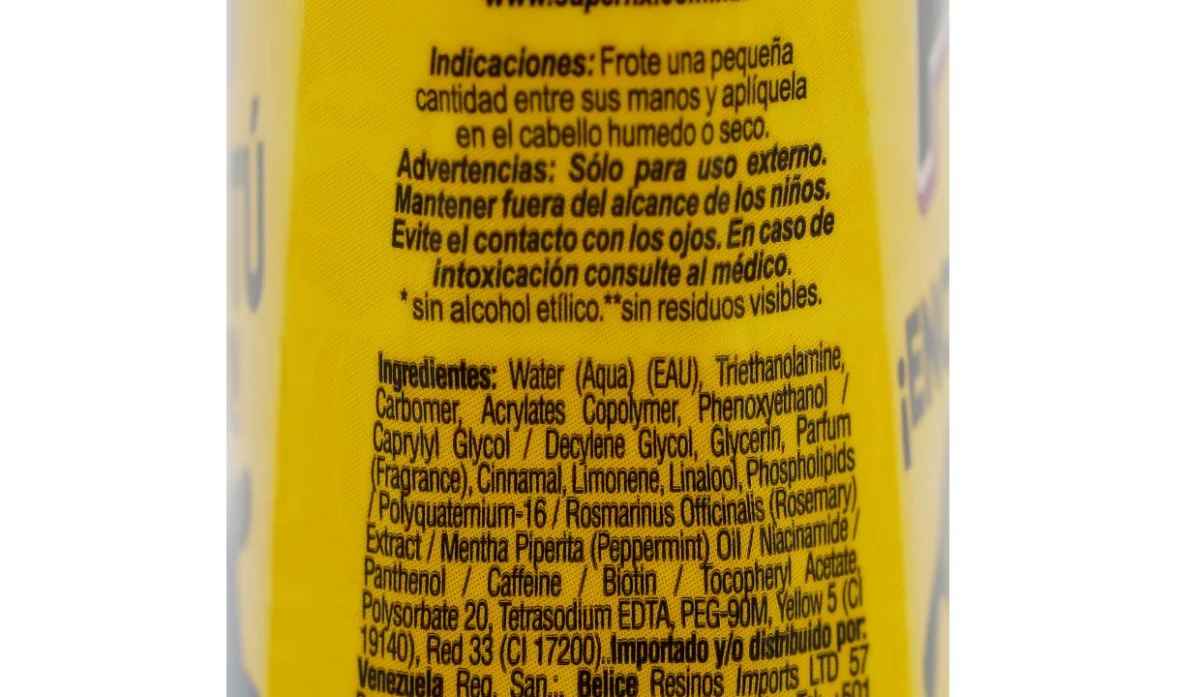 Indicaciones: Frote una pequeña
cantidad entre sus manos y aplíquela
en el cabello humedo o seco.
Advertencias: Sólo para uso externo.
Mantener fuera del alcance de los niños.
Evite el contacto con los ojos. En caso de
intoxicación consulte al médico.
*sin alcohol etílico.**sin residuos visibles.
Ingredientes: Water (Aqua) (EAU), Triethanolamine,
Carbomer, Acrylates Copolymer, Phenoxyethanol /
Caprylyl Glycol / Decylene Glycol, Glycerin, Parfum
(Fragrance), Cinnamal, Limonene, Linalool, Phospholipids
/ Polyquaternium-16 / Rosmarinus Officinalis (Rosemary)
Extract / Mentha Piperita (Peppermint) Oil / Niacinamide /
Panthenol / Caffeine / Biotin / Tocopheryl Acetate,
Polysorbate 20, Tetrasodium EDTA, PEG-90M, Yellow 5 (CI
19140), Red 33 (CI 17200)..Importado y/o distribuido por:
Venezuela Reg. San.: Belice Resinos Imports LTD 57
TÚ